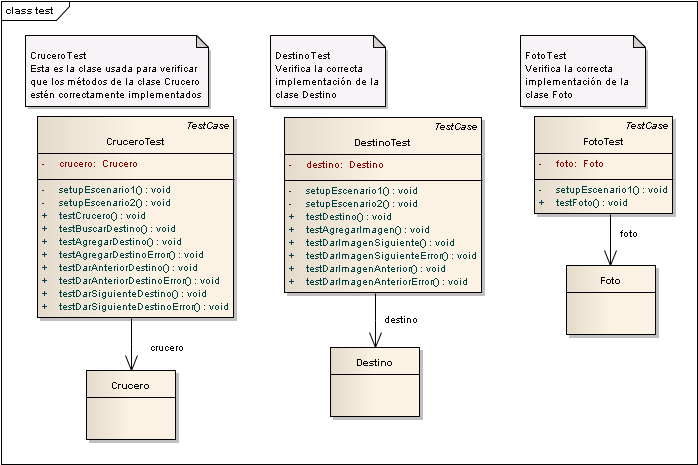 class test
CruceroTest
Esta es la clase usada para verificar
que los métodos de la clase Crucero
estén correctamente implementados
DestinoTest
Verifica la correcta
implementación de la
clase Destino
FotoTest
Verifica la correcta
implementación de la
clase Foto
TestCase
CruceroTest
- crucero: Crucero
- setupEscenario1() : void
- setupEscenario2() : void
+ testCrucero() : void
+ testBuscarDestino() : void
+ testAgregarDestino() : void
+ testAgregarDestinoError() : void
+ testDarAnteriorDestino() : void
+ testDarAnteriorDestinoError() : void
+ testDarSiguienteDestino() : void
+ testDarSiguienteDestinoError() : void
TestCase
DestinoTest
- destino: Destino
- setupEscenario1() : void
- setupEscenario2() : void
+ testDestino() : void
+ testAgregarImagen() : void
+ testDarImagenSiguiente() : void
+ testDarImagenSiguienteError() : void
+ testDarImagenAnterior() : void
+ testDarImagenAnteriorError() : void
TestCase
FotoTest
- foto: Foto
- setupEscenario1() : void
+ testFoto() : void
foto
Foto
destino
Destino
crucero
Crucero